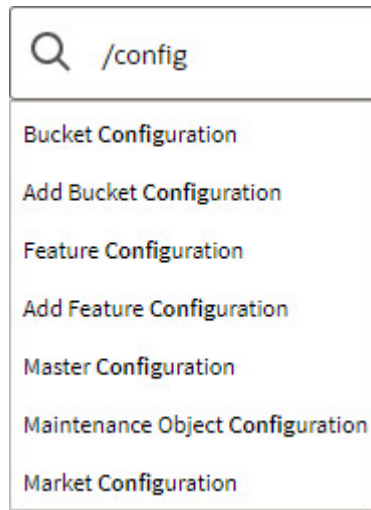 /config
Bucket Configuration
Add Bucket Configuration
Feature Configuration
Add Feature Configuration
Master Configuration
Maintenance Object Configuration
Market Configuration